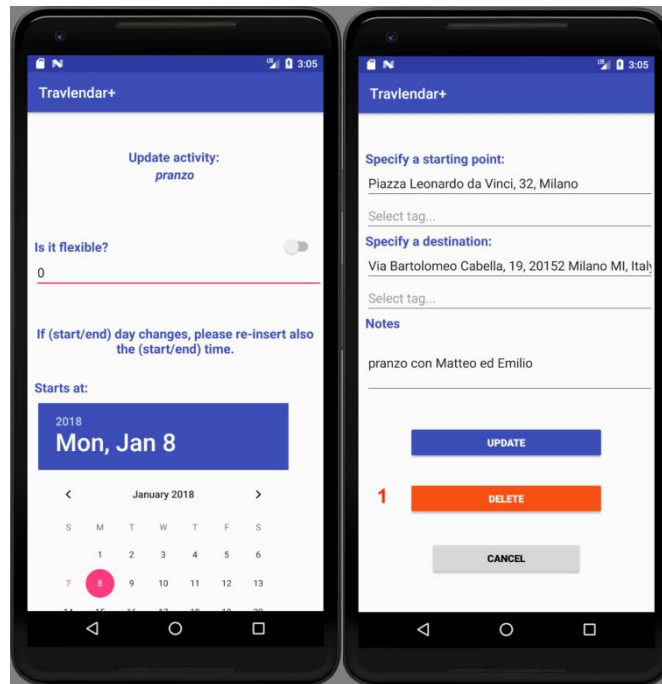 3:05
Travlendar+
Update activity:
pranzo
Is it flexible?
0
If (start/end) day changes, please re-insert also
the (start/end) time.
Starts at:
2018
Mon, Jan 8
January 2018
S M T W T F S
1 2 3 4 5 6
7 8 9 10 11 12 13
3:05
Travlendar+
Specify a starting point:
Piazza Leonardo da Vinci, 32, Milano
Select tag...
Specify a destination:
Via Bartolomeo Cabella, 19, 20152 Milano MI, Italy
Select tag...
Notes
pranzo con Matteo ed Emilio
UPDATE
1 DELETE
CANCEL